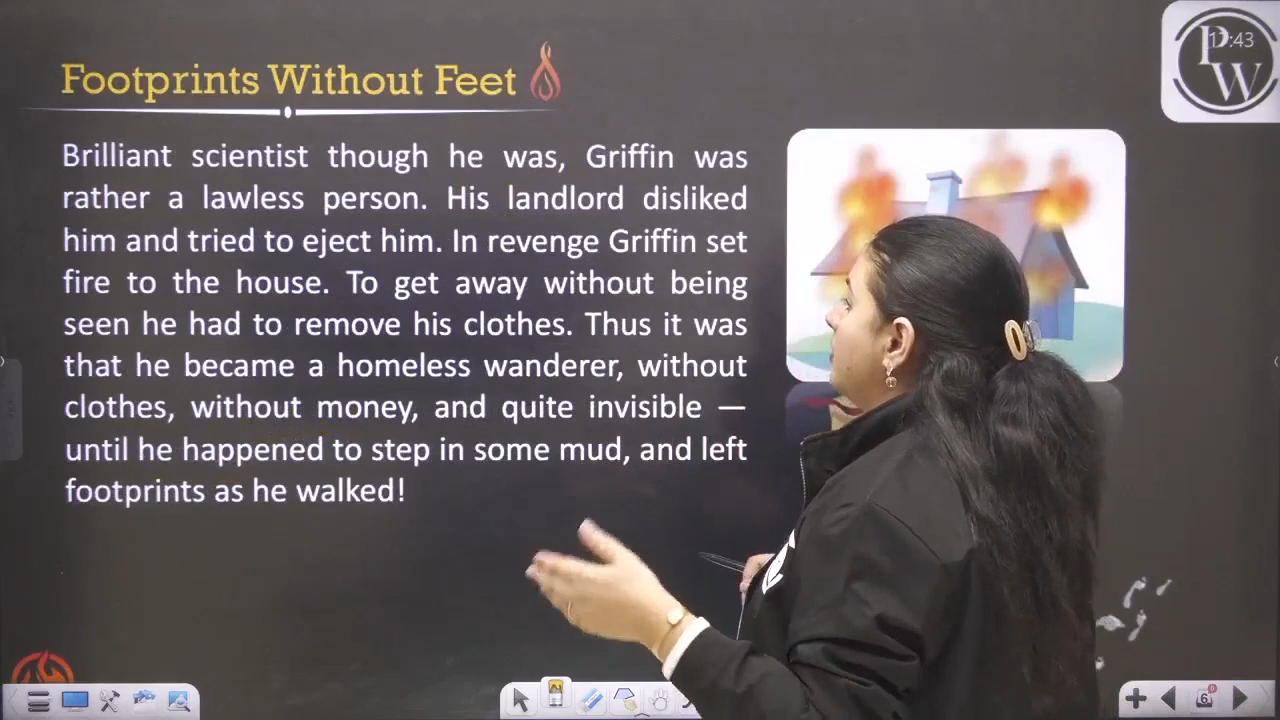 Footprints Without Feet
Brilliant scientist though he was, Griffin was
rather a lawless person. His landlord disliked
him and tried to eject him. In revenge Griffin set
fire to the house. To get away without being
seen he had to remove his clothes. Thus it was
that he became a homeless wanderer, without
clothes, without money, and quite invisible —
until he happened to step in some mud, and left
footprints as he walked!
PW
6